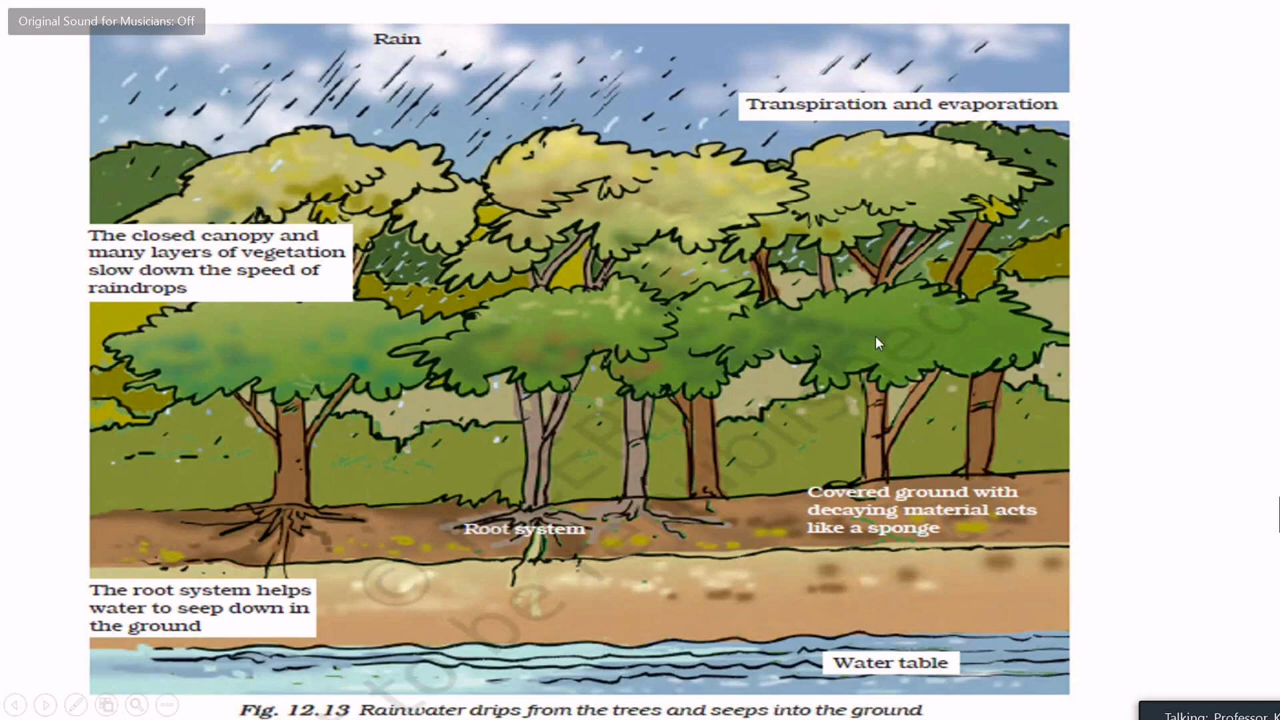 Original Sound for Musicians: Off
Rain
Transpiration and evaporation
The closed canopy and
many layers of vegetation
slow down the speed of
raindrops
Covered ground with
decaying material acts
like a sponge
Root system
The root system helps
water to seep down in
the ground
Water table
Fig. 12.13 Rainwater drips from the trees and seeps into the ground
Talking: Professor